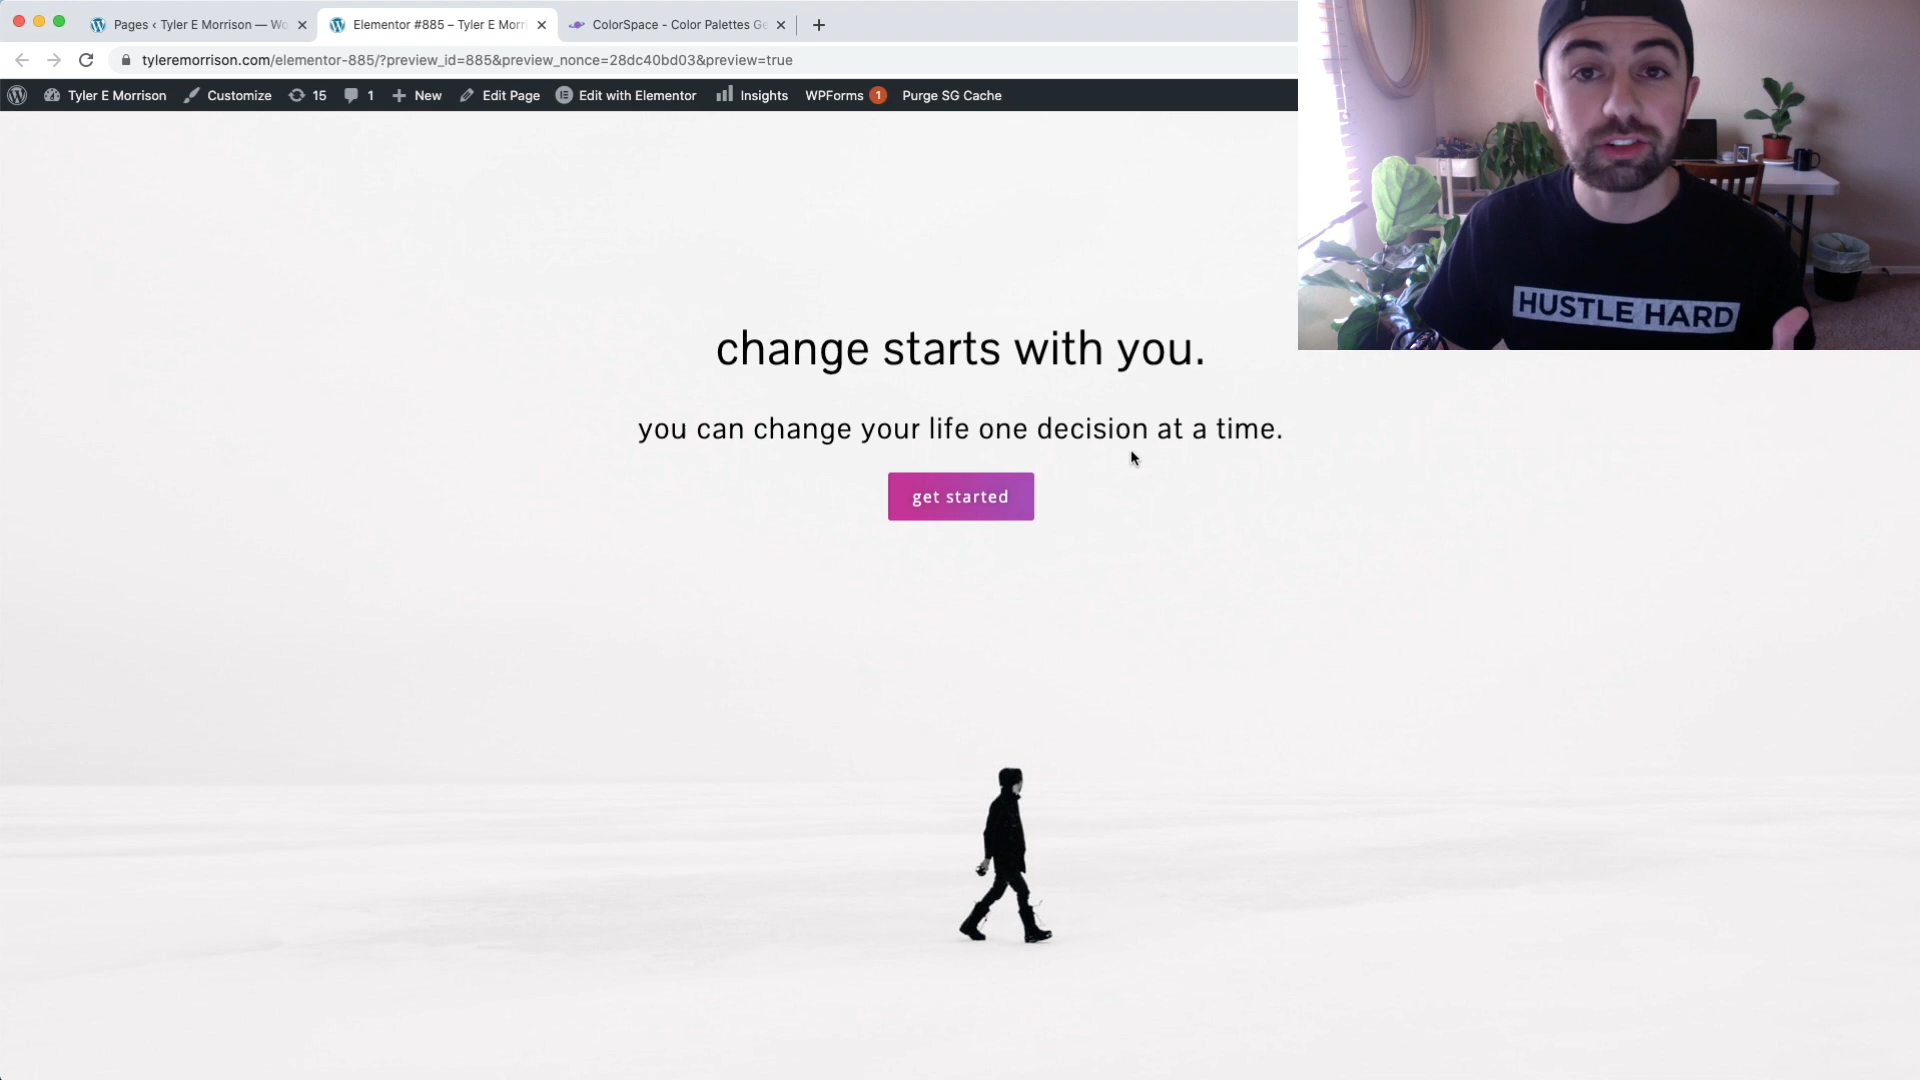 Pages ‹ Tyler E Morrison — Wo
Elementor #885 – Tyler E Morri
ColorSpace - Color Palettes Ge
tyleremorrison.com/elementor-885/?preview_id=885&preview_nonce=28dc40bd03&preview=true
Tyler E Morrison Customize 15 1 New Edit Page Edit with Elementor Insights WPForms 1 Purge SG Cache
HUSTLE HARD
change starts with you.
you can change your life one decision at a time.
get started